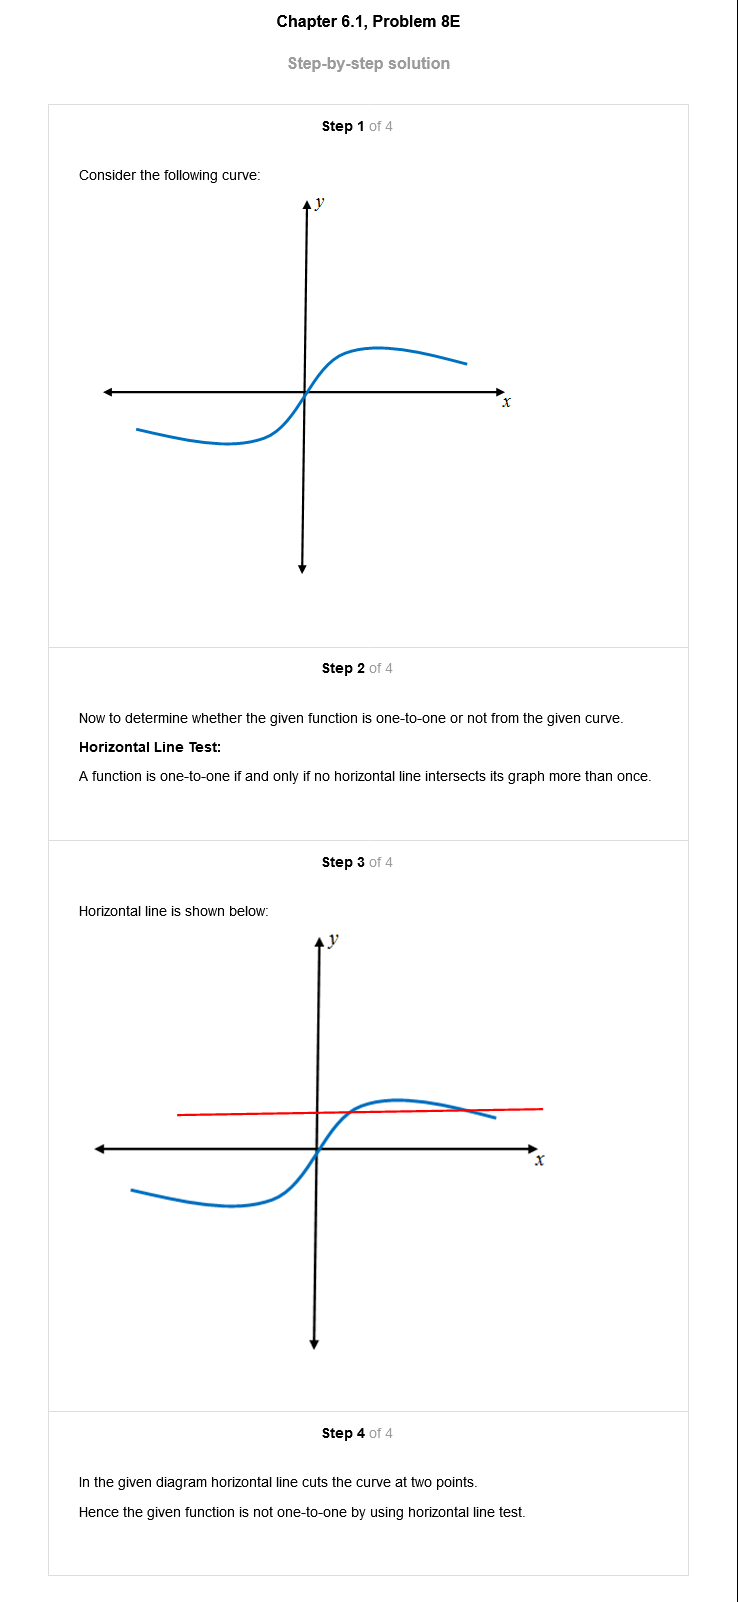 Chapter 6.1, Problem 8E
Step-by-step solution
Step 1 of 4
Consider the following curve:
y
x
Step 2 of 4
Now to determine whether the given function is one-to-one or not from the given curve.
Horizontal Line Test:
A function is one-to-one if and only if no horizontal line intersects its graph more than once.
Step 3 of 4
Horizontal line is shown below:
y
x
Step 4 of 4
In the given diagram horizontal line cuts the curve at two points.
Hence the given function is not one-to-one by using horizontal line test.